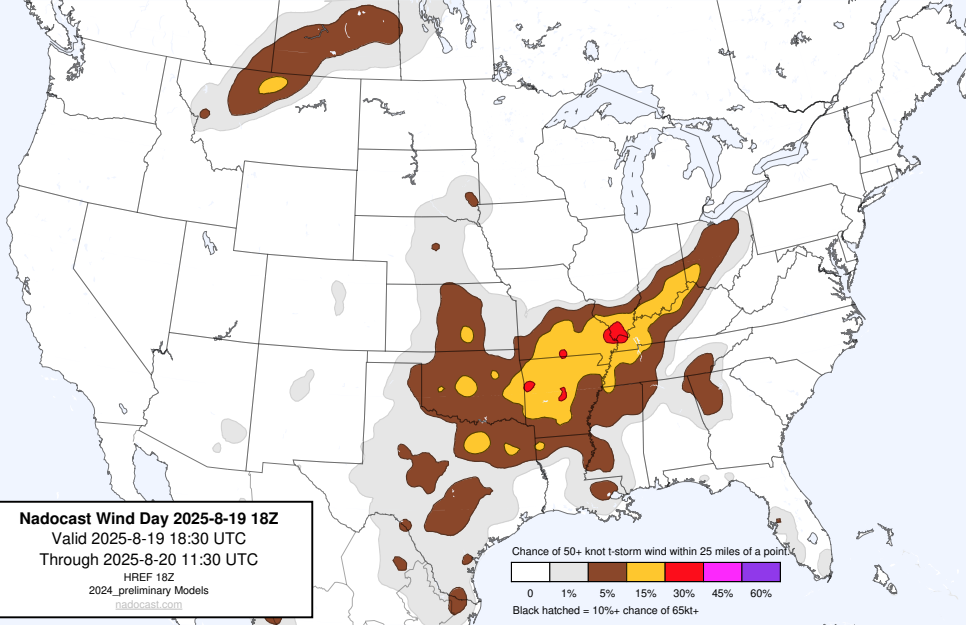 Nadocast Wind Day 2025-8-19 18Z
Valid 2025-8-19 18:30 UTC
Through 2025-8-20 11:30 UTC
HREF 18Z
2024_preliminary Models
nadocast.com
Chance of 50+ knot t-storm wind within 25 miles of a point.
0 1% 5% 15% 30% 45% 60%
Black hatched = 10%+ chance of 65kt+